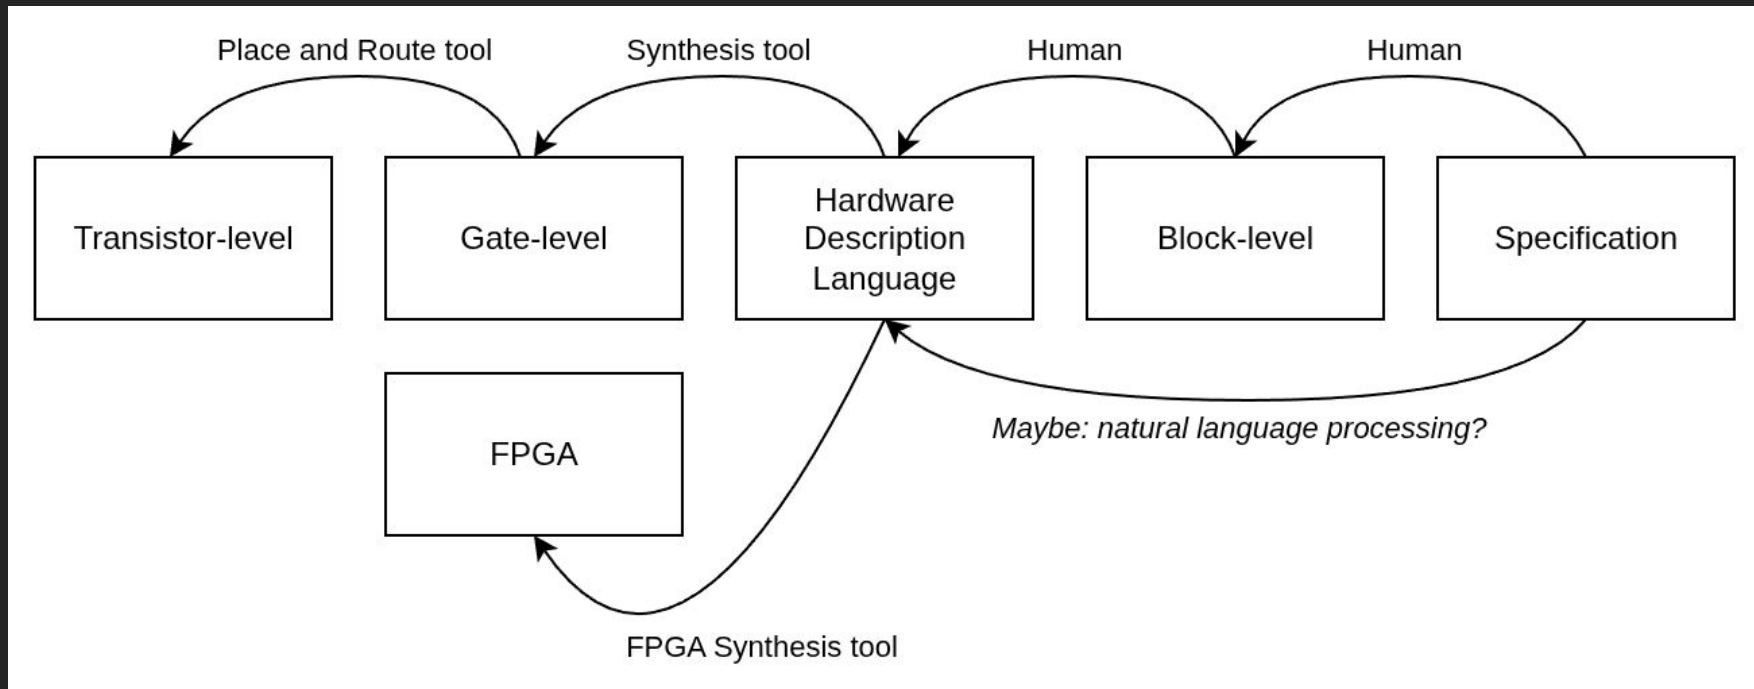 Place and Route tool
Synthesis tool
Human
Human
Transistor-level
Gate-level
Hardware
Description
Language
Block-level
Specification
Maybe: natural language processing?
FPGA
FPGA Synthesis tool